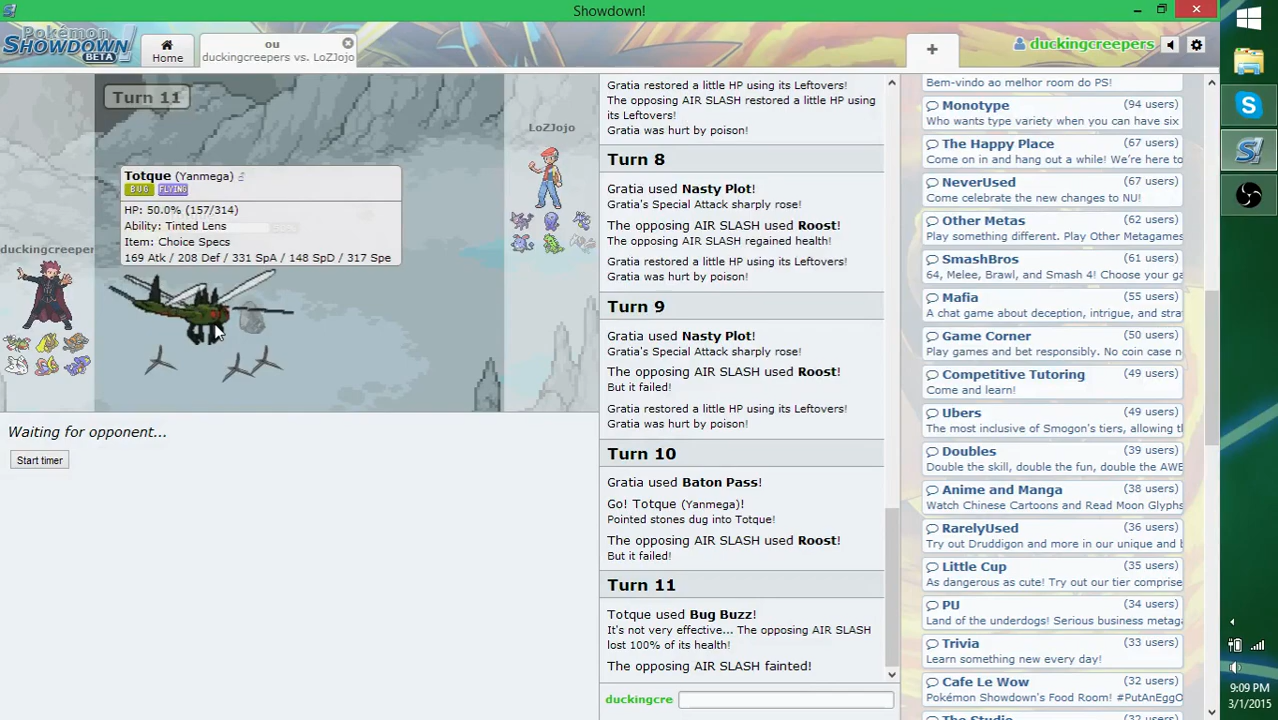 Showdown!
Pokémon
SHOWDOWN
BETA
Home
ou
duckingcreepers vs. LoZJojo
+
duckingcreepers
Turn 11
duckingcreeper
LoZJojo
Totque (Yanmega) ♂
BUG FLYING
HP: 50.0% (157/314)
Ability: Tinted Lens
Item: Choice Specs
169 Atk / 208 Def / 331 SpA / 148 SpD / 317 Spe
Waiting for opponent...
Start timer
Gratia restored a little HP using its Leftovers!
The opposing AIR SLASH restored a little HP using
its Leftovers!
Gratia was hurt by poison!
Turn 8
Gratia used Nasty Plot!
Gratia's Special Attack sharply rose!
The opposing AIR SLASH used Roost!
The opposing AIR SLASH regained health!
Gratia restored a little HP using its Leftovers!
Gratia was hurt by poison!
Turn 9
Gratia used Nasty Plot!
Gratia's Special Attack sharply rose!
The opposing AIR SLASH used Roost!
But it failed!
Gratia restored a little HP using its Leftovers!
Gratia was hurt by poison!
Turn 10
Gratia used Baton Pass!
Go! Totque (Yanmega)!
Pointed stones dug into Totque!
The opposing AIR SLASH used Roost!
But it failed!
Turn 11
Totque used Bug Buzz!
It's not very effective... The opposing AIR SLASH
lost 100% of its health!
The opposing AIR SLASH fainted!
duckingcre
Bem-vindo ao melhor room do PS!
Monotype (94 users)
Who wants type variety when you can have six
The Happy Place (67 users)
Come on in and hang out a while! We're here to
NeverUsed (67 users)
Come celebrate the new changes to NU!
Other Metas (62 users)
Play something different. Play Other Metagames
SmashBros (61 users)
64, Melee, Brawl, and Smash 4! Choose your ga
Mafia (55 users)
A chat game about deception, intrigue, and stra
Game Corner (50 users)
Play games and bet responsibly. No coin case n
Competitive Tutoring (49 users)
Come and learn!
Ubers (49 users)
The most inclusive of Smogon's tiers, allowing t
Doubles (39 users)
Double the skill, double the fun, double the AWE
Anime and Manga (38 users)
Watch Chinese Cartoons and Read Moon Glyphs
RarelyUsed (36 users)
Try out Druddigon and more in our unique and
Little Cup (35 users)
As dangerous as cute! Try out our tier comprise
PU (34 users)
Land of the underdogs! Serious business metag
Trivia (33 users)
Learn something new every day!
Cafe Le Wow (32 users)
Pokémon Showdown's Food Room! #PutAnEggO
The Studio
9:09 PM
3/1/2015